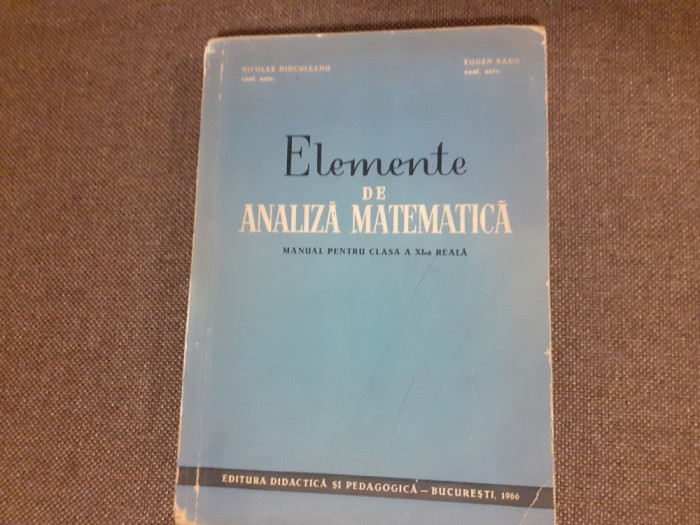 NICOLAE DINCULEANU
conf. univ.
EUGEN RADU
conf. univ.
Elemente
DE
ANALIZĂ MATEMATICĂ
MANUAL PENTRU CLASA A XI-a REALĂ
EDITURA DIDACTICĂ ȘI PEDAGOGICĂ — BUCUREȘTI, 1966